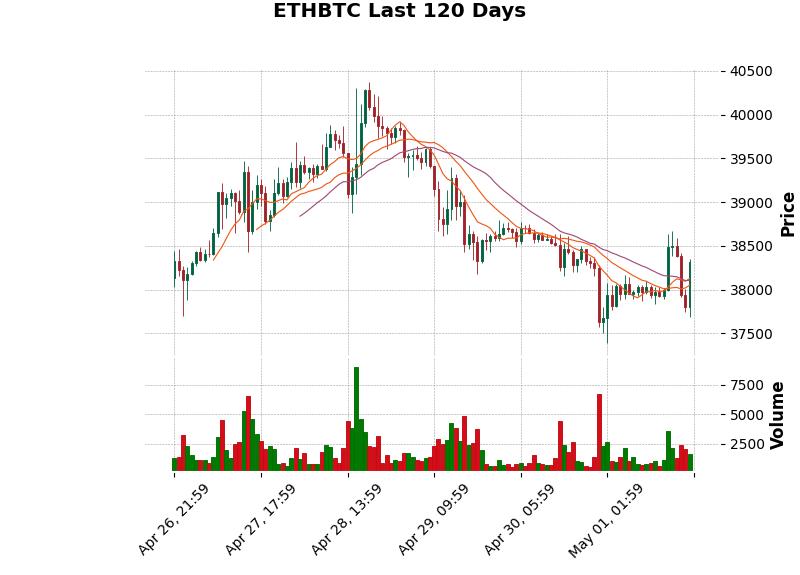 ETHBTC Last 120 Days
40500
40000
39500
39000
38500
38000
37500
Price
7500
5000
2500
Volume
Apr 26, 21:59
Apr 27, 17:59
Apr 28, 13:59
Apr 29, 09:59
Apr 30, 05:59
May 01, 01:59